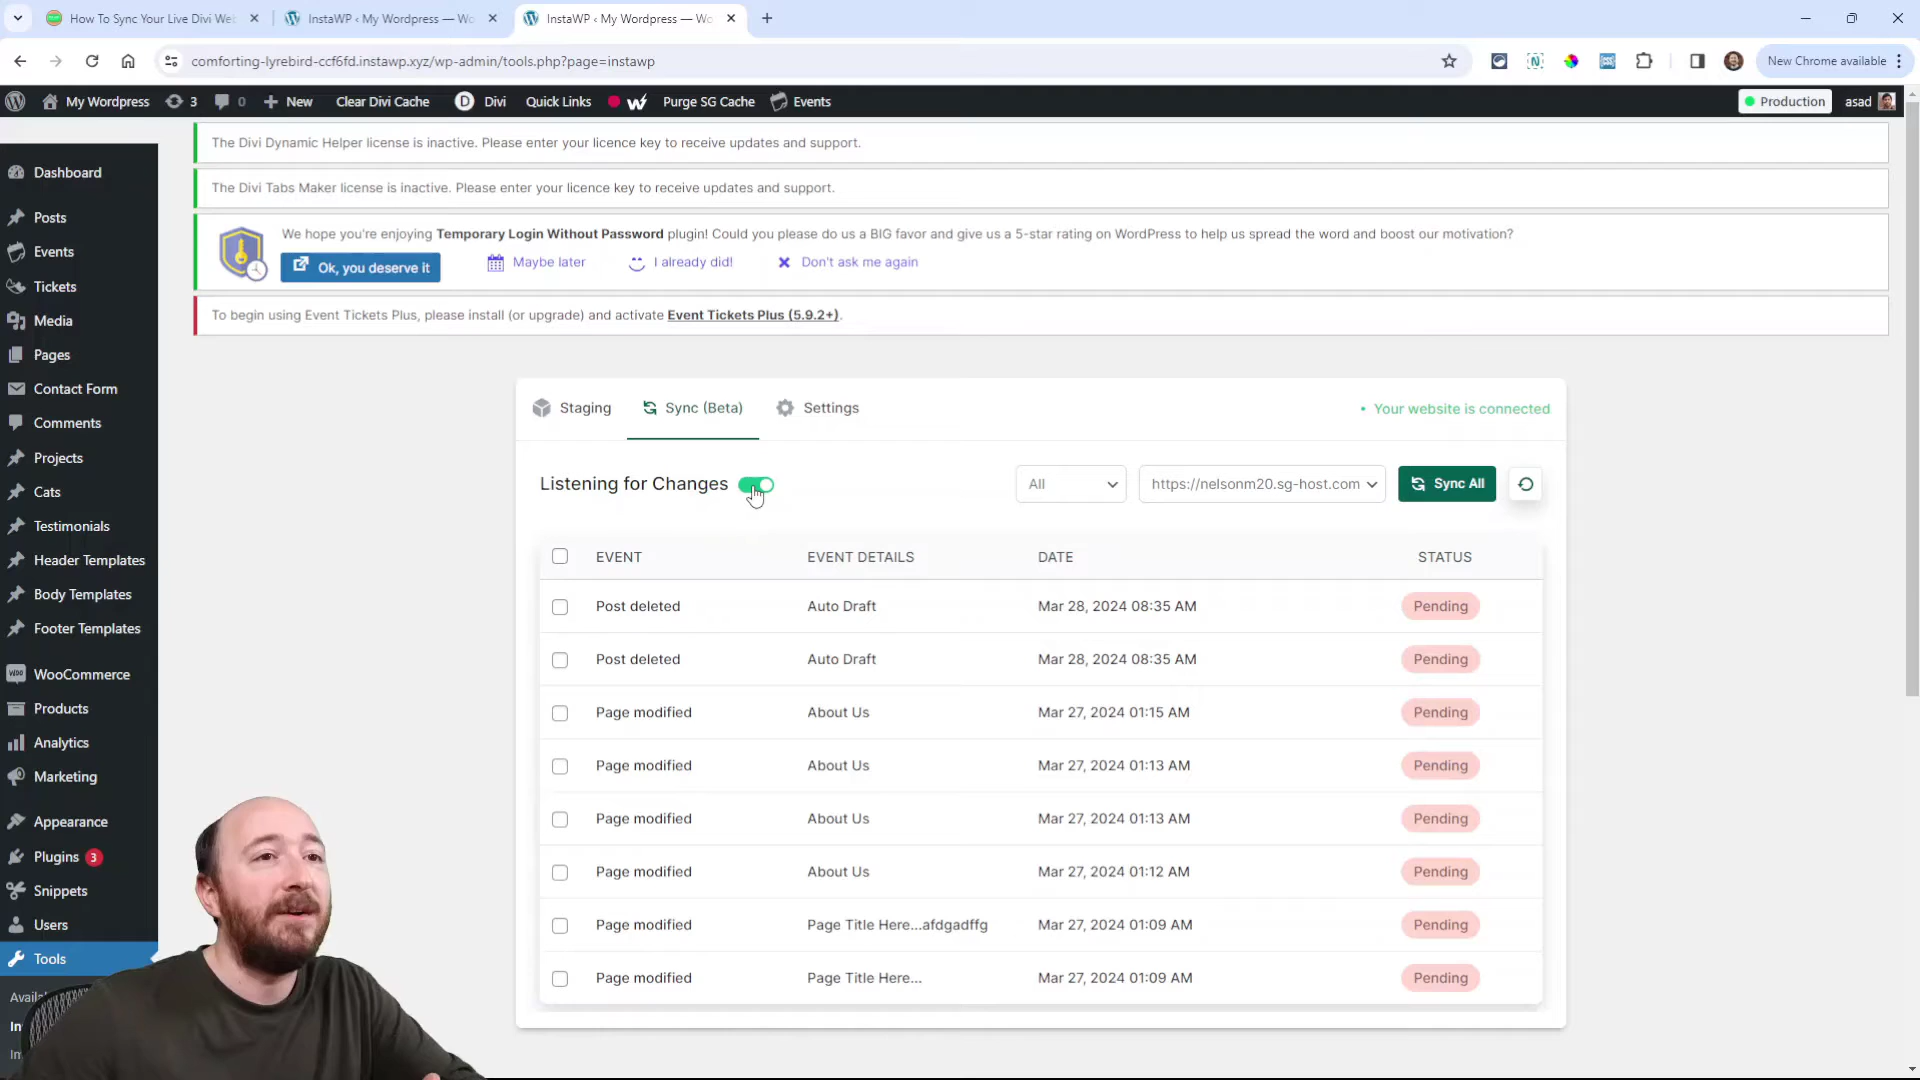 How To Sync Your Live Divi Web
InstaWP ‹ My Wordpress — Wo
InstaWP ‹ My Wordpress — Wo
comforting-lyrebird-ccf6fd.instawp.xyz/wp-admin/tools.php?page=instawp
New Chrome available
My Wordpress
3
0
New
Clear Divi Cache
D
Divi
Quick Links
Purge SG Cache
Events
Production
asad
The Divi Dynamic Helper license is inactive. Please enter your licence key to receive updates and support.
The Divi Tabs Maker license is inactive. Please enter your licence key to receive updates and support.
We hope you're enjoying Temporary Login Without Password plugin! Could you please do us a BIG favor and give us a 5-star rating on WordPress to help us spread the word and boost our motivation?
Ok, you deserve it
Maybe later
I already did!
Don't ask me again
To begin using Event Tickets Plus, please install (or upgrade) and activate Event Tickets Plus (5.9.2+).
Dashboard
Posts
Events
Tickets
Media
Pages
Contact Form
Comments
Projects
Cats
Testimonials
Header Templates
Body Templates
Footer Templates
WooCommerce
Products
Analytics
Marketing
Appearance
Plugins 3
Snippets
Users
Tools
Staging
Sync (Beta)
Settings
• Your website is connected
Listening for Changes
All
https://nelsonm20.sg-host.com
Sync All
EVENT EVENT DETAILS DATE STATUS
Post deleted Auto Draft Mar 28, 2024 08:35 AM Pending
Post deleted Auto Draft Mar 28, 2024 08:35 AM Pending
Page modified About Us Mar 27, 2024 01:15 AM Pending
Page modified About Us Mar 27, 2024 01:13 AM Pending
Page modified About Us Mar 27, 2024 01:13 AM Pending
Page modified About Us Mar 27, 2024 01:12 AM Pending
Page modified Page Title Here...afdgadffg Mar 27, 2024 01:09 AM Pending
Page modified Page Title Here... Mar 27, 2024 01:09 AM Pending